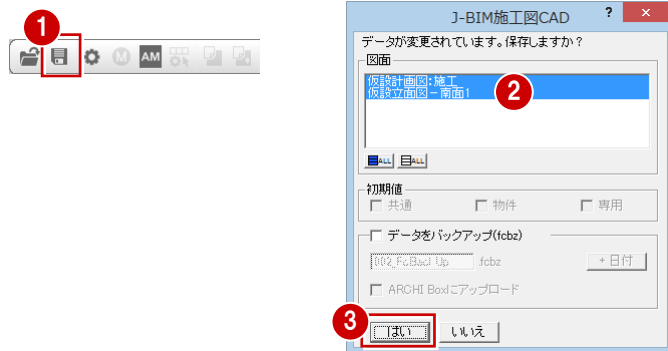 1
AM
J-BIM施工図CAD ? ×
データが変更されています。保存しますか?
図面
仮設計画図:施工
仮設立面図-南面1
2
ALL ALL
初期値
共通 物件 専用
データをバックアップ(fcbz)
002_FcBacl Up .fcbz +日付
ARCHI Boxにアップロード
3
はい いいえ